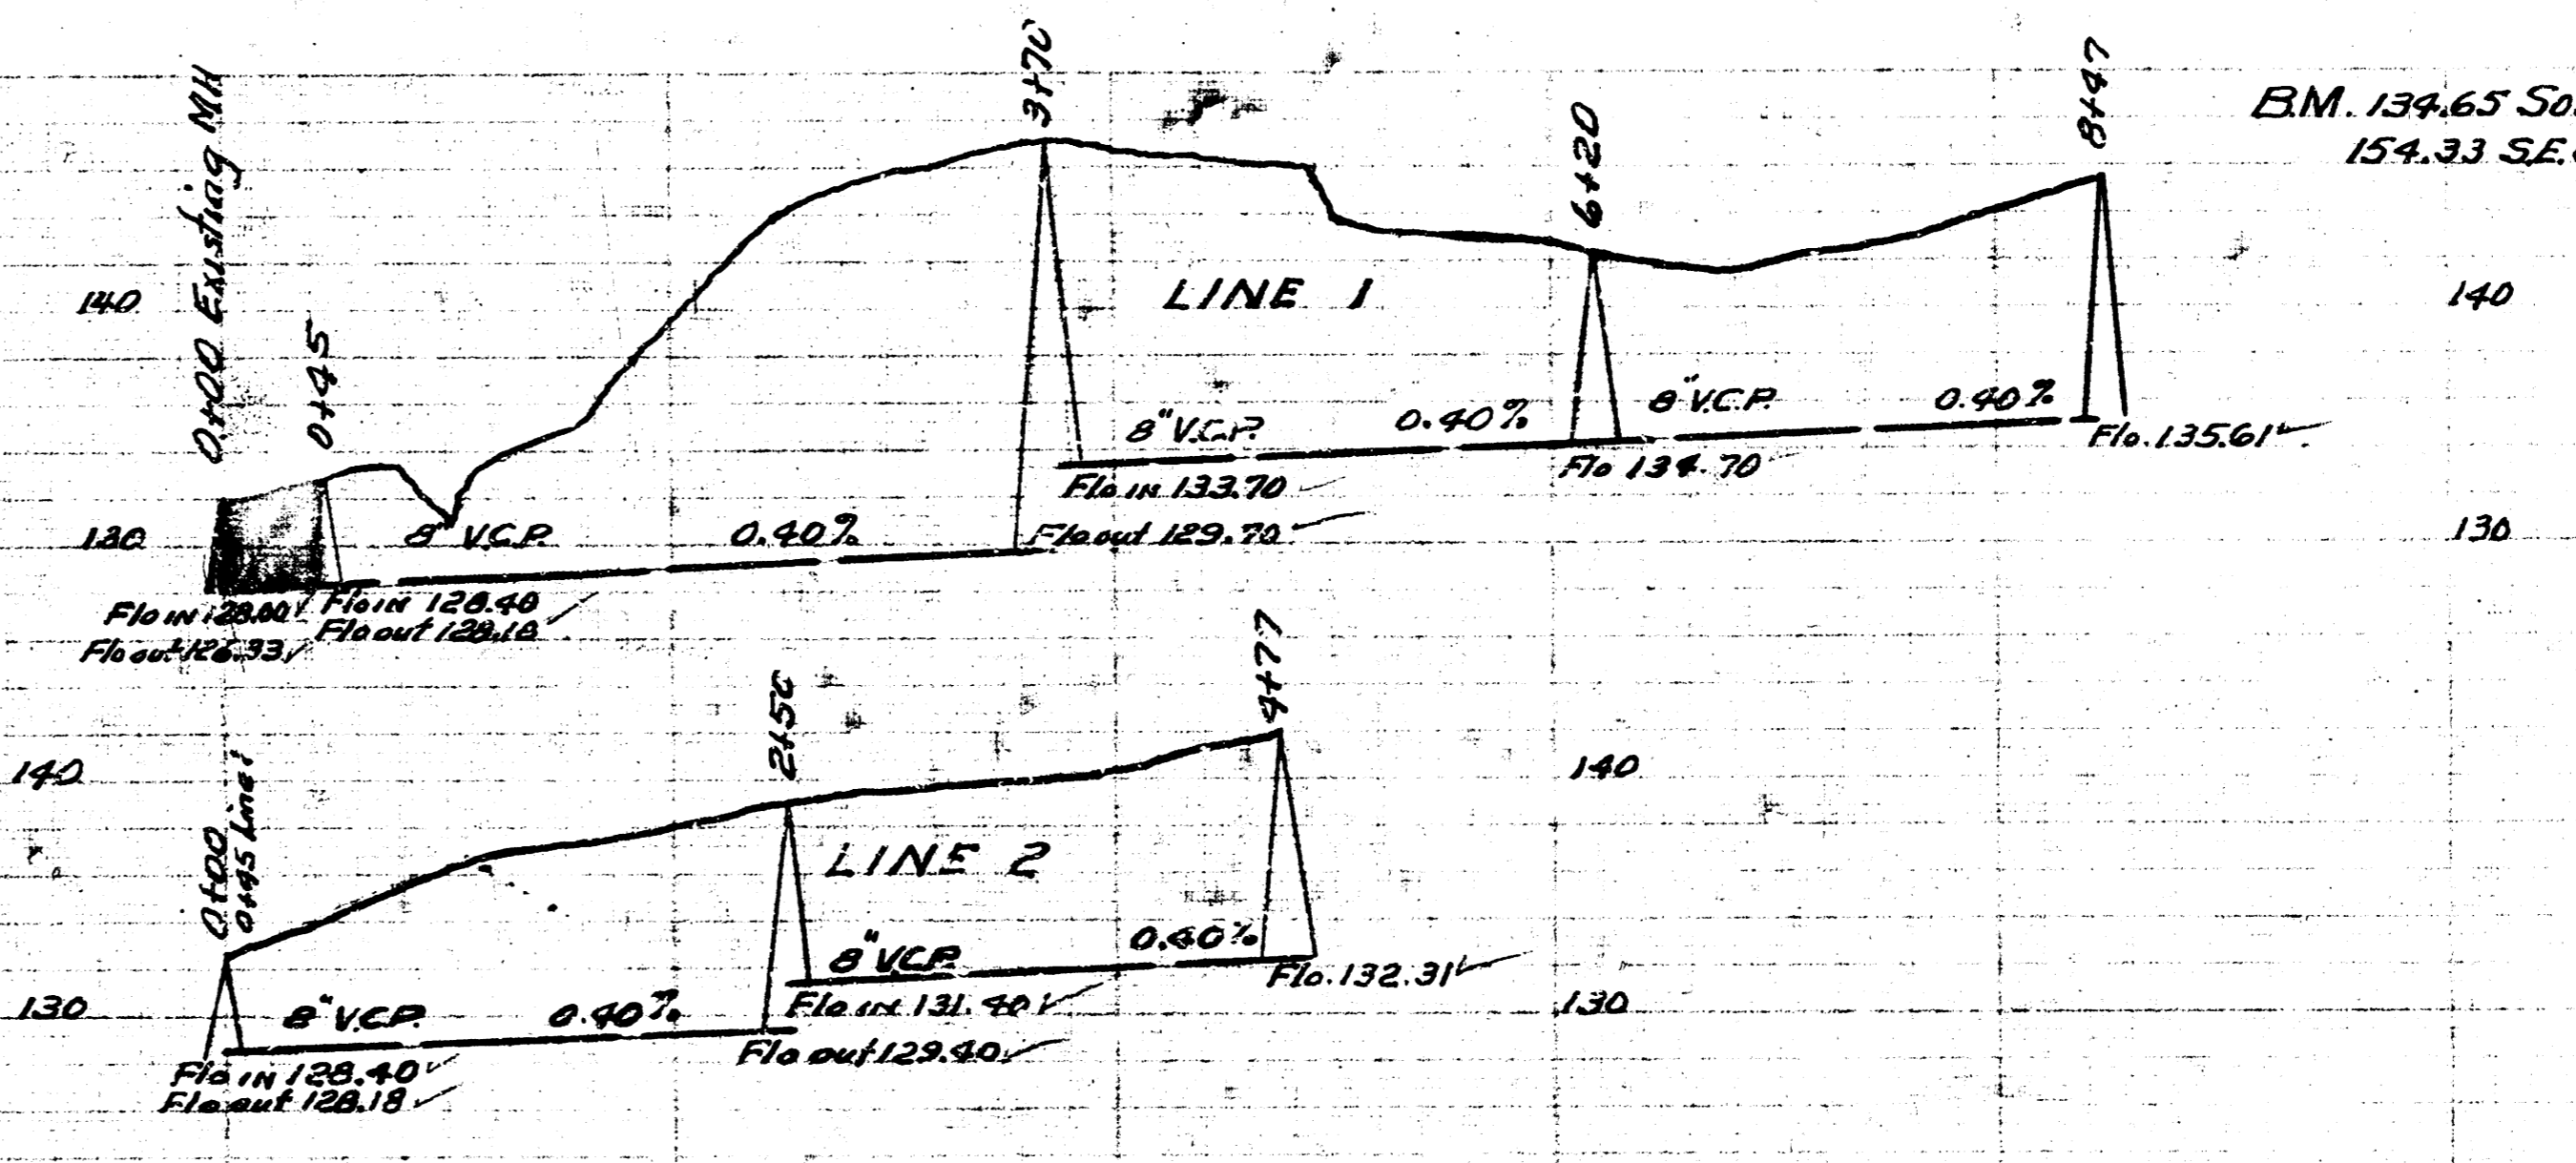 B.M. 134.65 So
154.33 S.E.
0+00 Existing MH
0+45
3+70
6+20
8+47
140
LINE 1
140
8" V.C.P.
0.40%
8" V.C.P.
0.40%
Flo. 135.61
Flo 134.70
Flo IN 133.70
Flo out 129.70
130
8" V.C.P.
0.40%
130
Flo IN 128.00
Flo out 126.33
Flo IN 128.40
Flo out 128.18
0+00
0+45 Line 1
2+50
4+77
140
140
LINE 2
8" V.C.P.
0.40%
Flo. 132.31
Flo IN 131.40
130
8" V.C.P.
0.40%
130
Flo out 129.40
Flo IN 128.40
Flo out 128.18